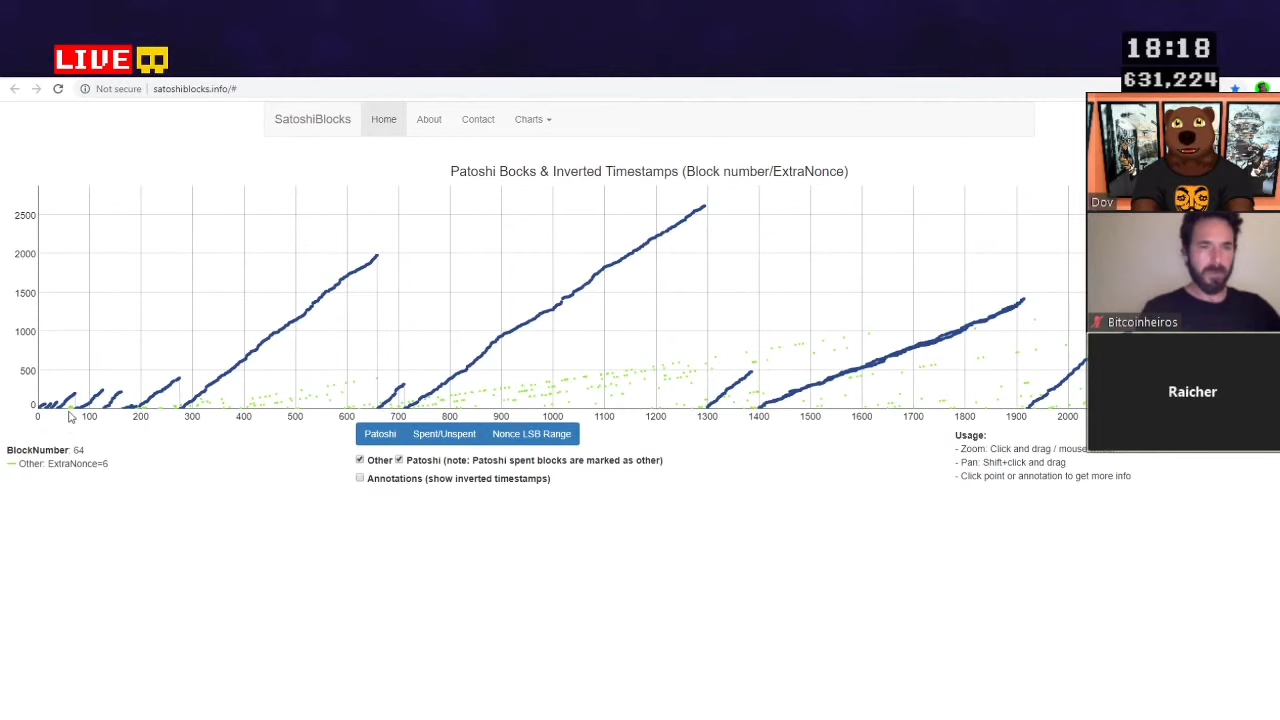 LIVE
18:18
631,224
Not secure
satoshiblocks.info/#
SatoshiBlocks
Home
About
Contact
Charts
Patoshi Bocks & Inverted Timestamps (Block number/ExtraNonce)
2500
2000
1500
1000
500
0
0 100 200 300 400 500 600 700 800 900 1000 1100 1200 1300 1400 1500 1600 1700 1800 1900 2000
Patoshi
Spent/Unspent
Nonce LSB Range
BlockNumber: 64
Other: ExtraNonce=6
Other
Patoshi (note: Patoshi spent blocks are marked as other)
Annotations (show inverted timestamps)
Usage:
- Zoom: Click and drag / mouse
- Pan: Shift+click and drag
- Click point or annotation to get more info
Dov
Bitcoinheiros
Raicher